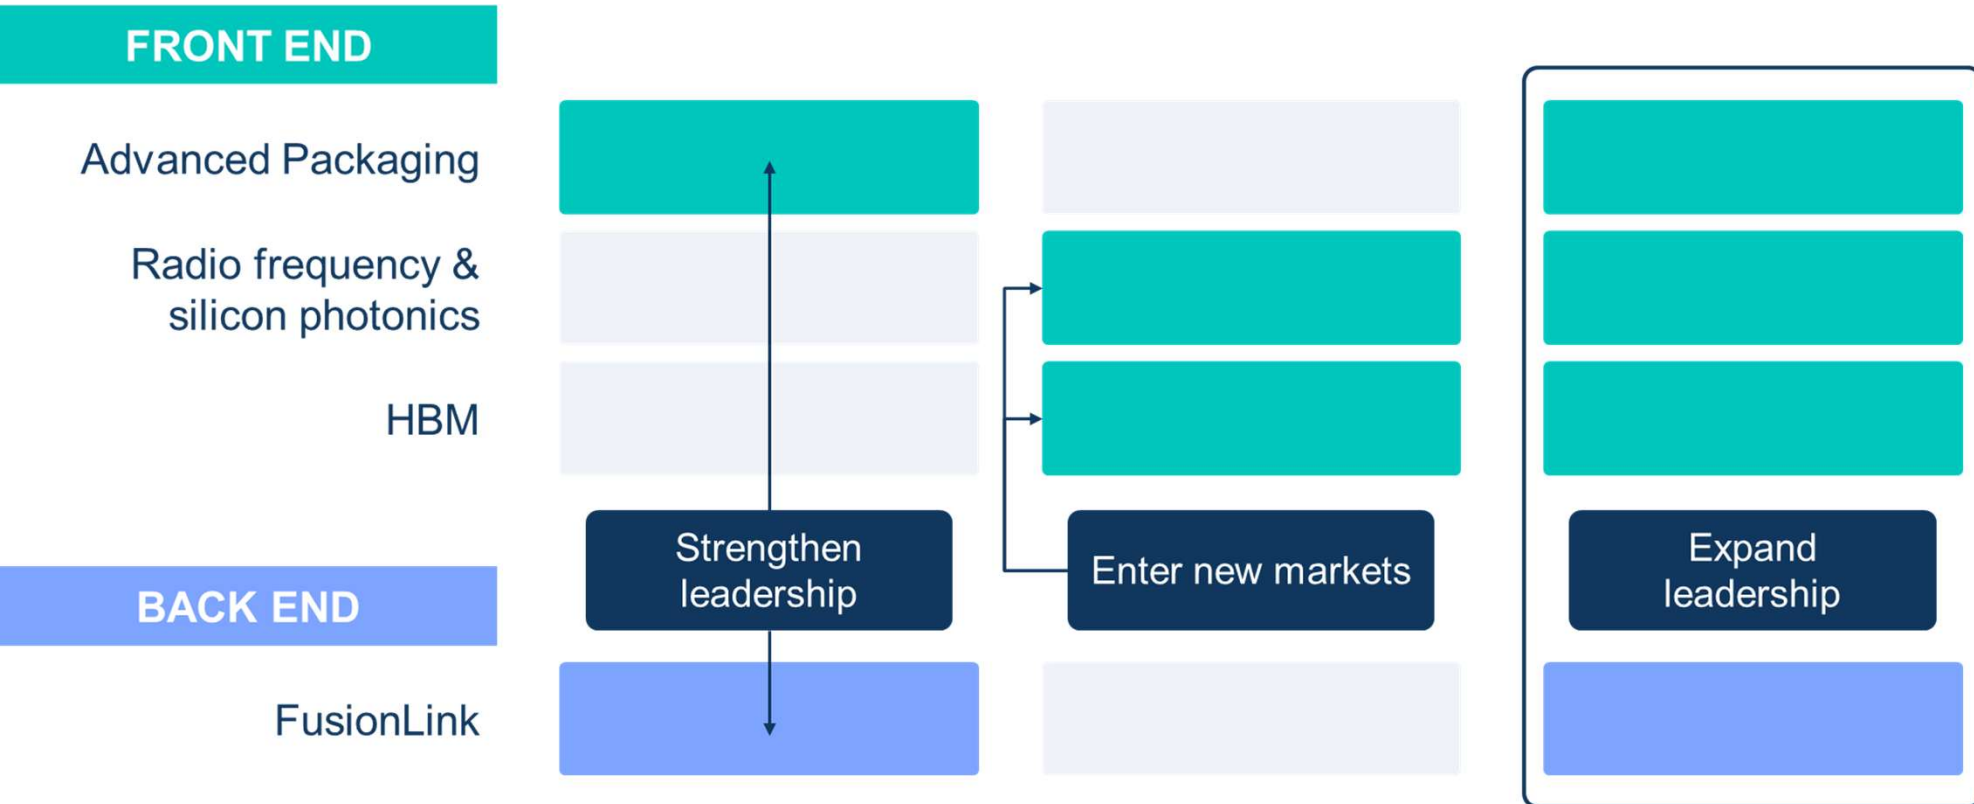 FRONT END
Advanced Packaging
Radio frequency &
silicon photonics
HBM
Strengthen
leadership
Enter new markets
Expand
leadership
BACK END
FusionLink